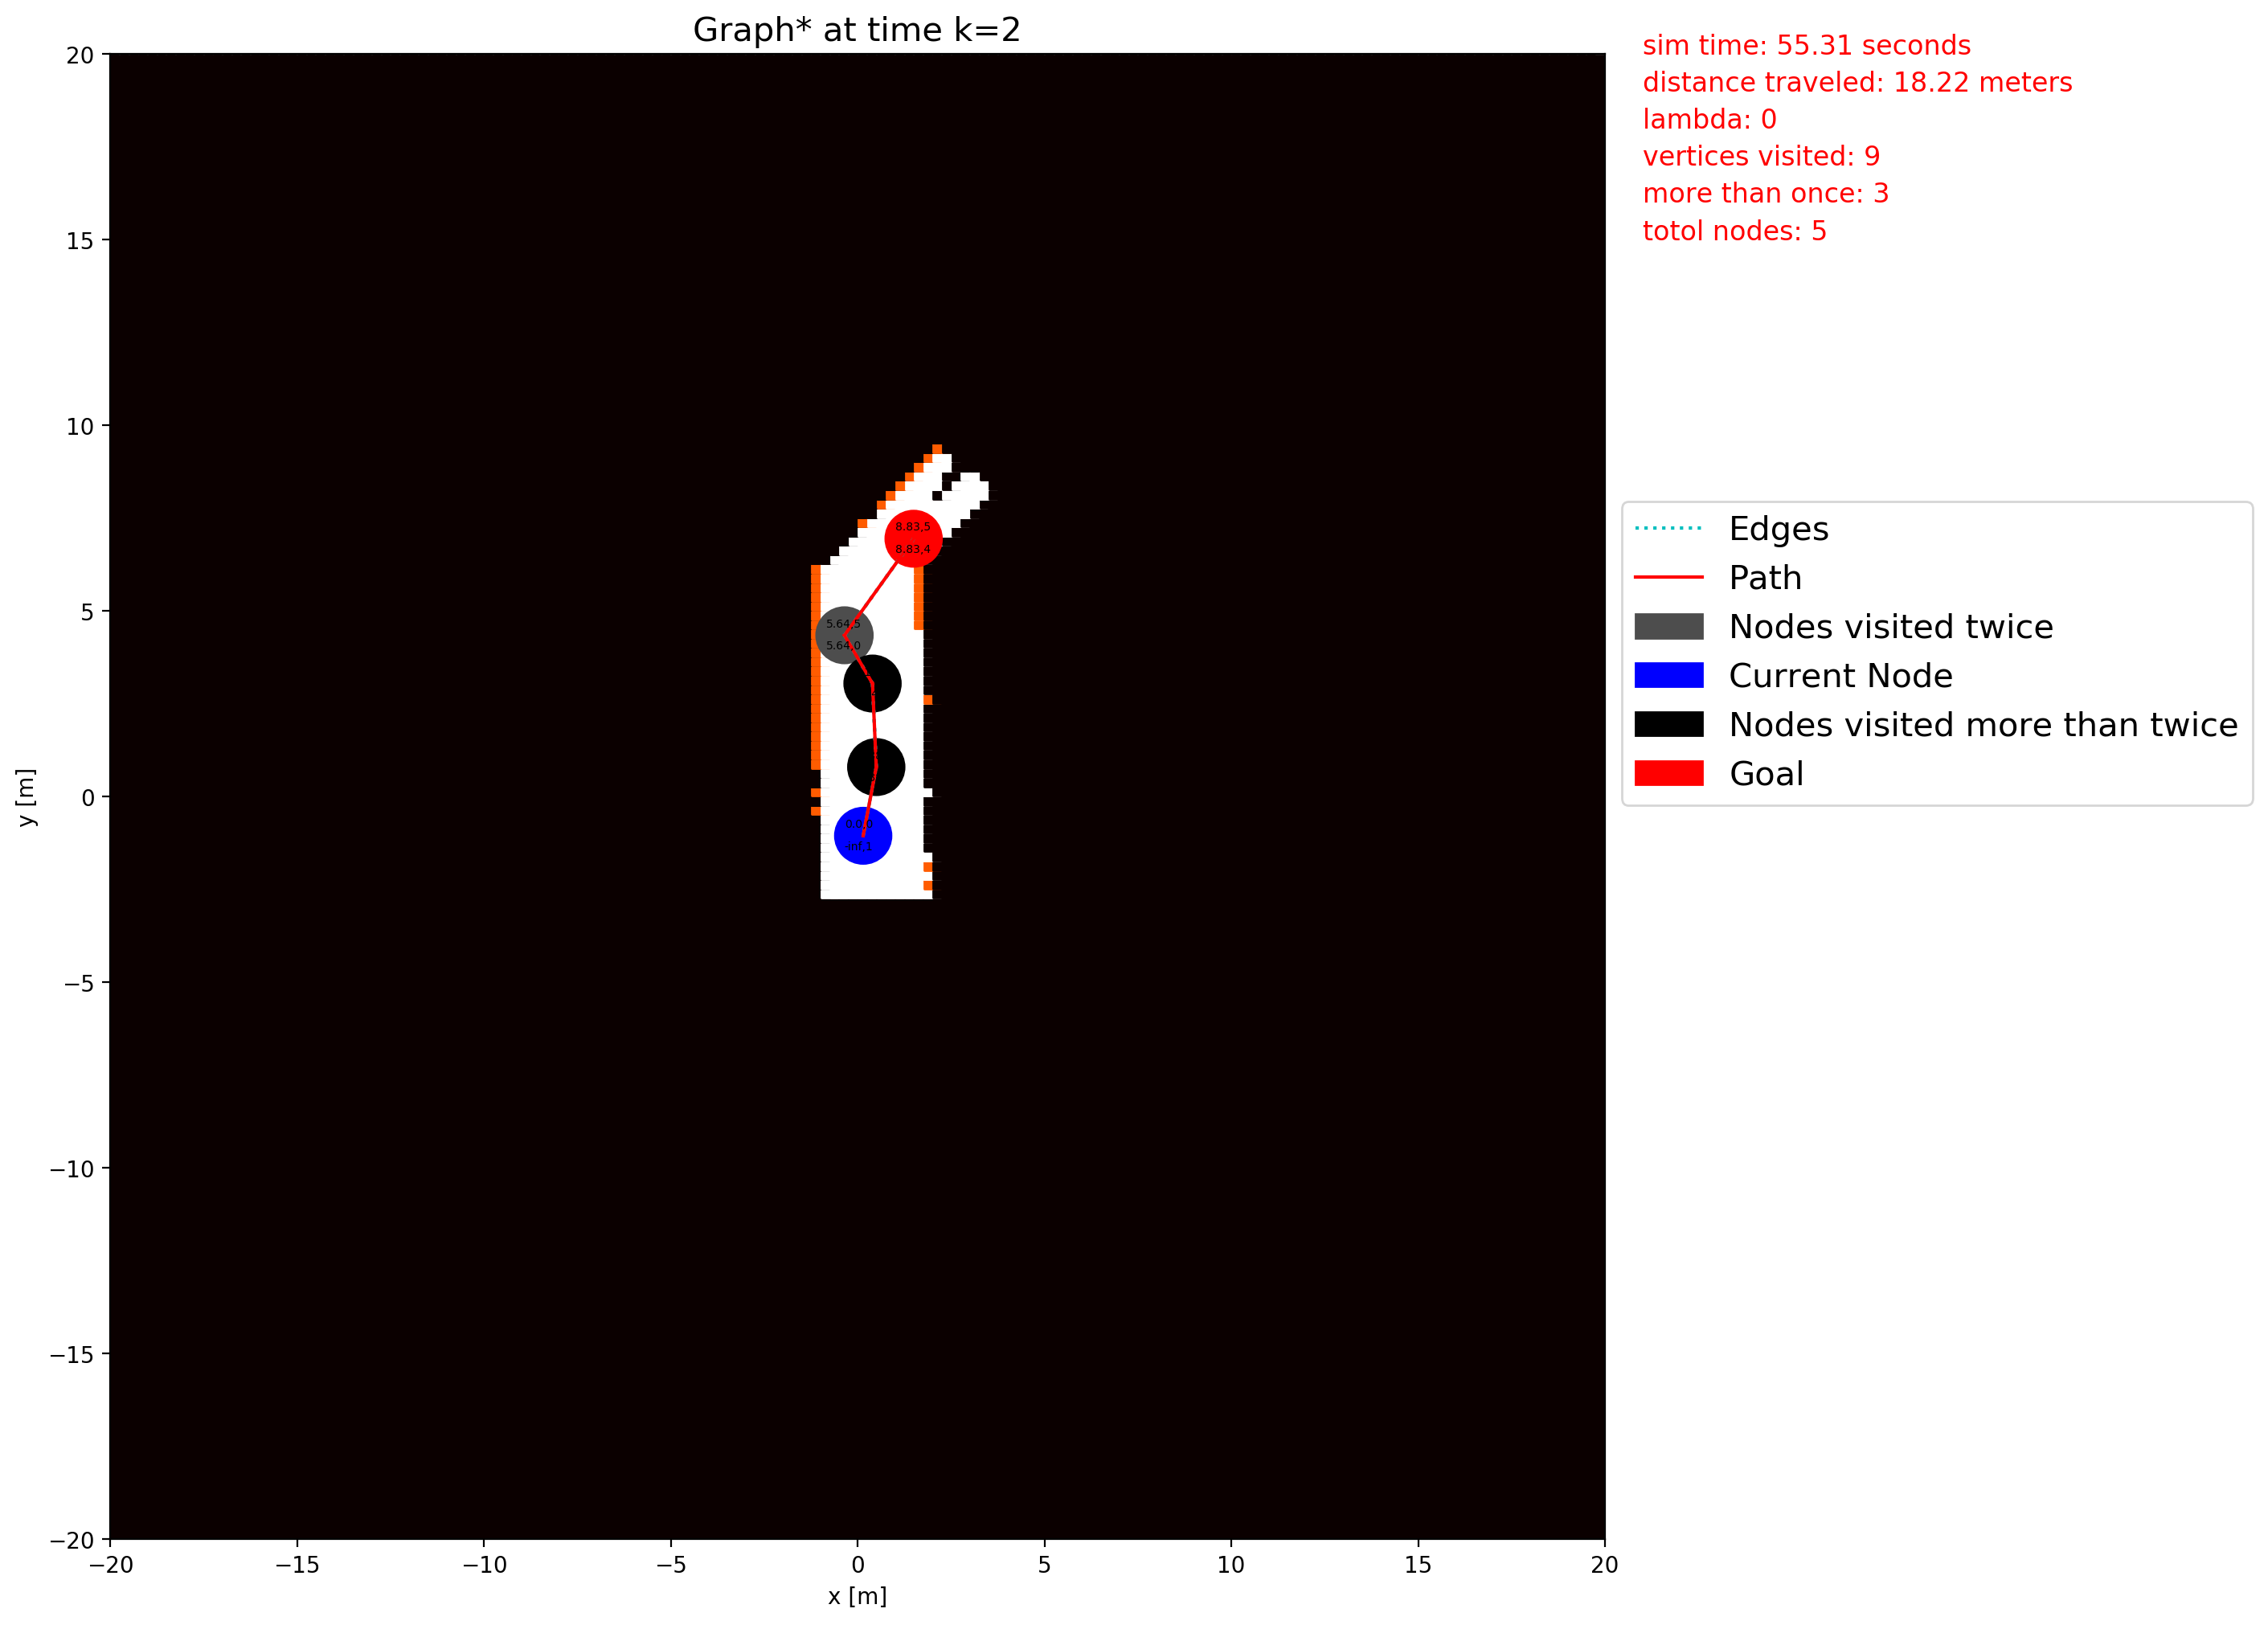 Graph* at time k=2
sim time: 55.31 seconds
distance traveled: 18.22 meters
lambda: 0
vertices visited: 9
more than once: 3
totol nodes: 5
20
15
10
5
0
−5
−10
−15
−20
y [m]
8.83,5
8.83,4
5.64,5
5.64,0
0.0,0
-inf,1
Edges
Path
Nodes visited twice
Current Node
Nodes visited more than twice
Goal
−20 −15 −10 −5 0 5 10 15 20
x [m]